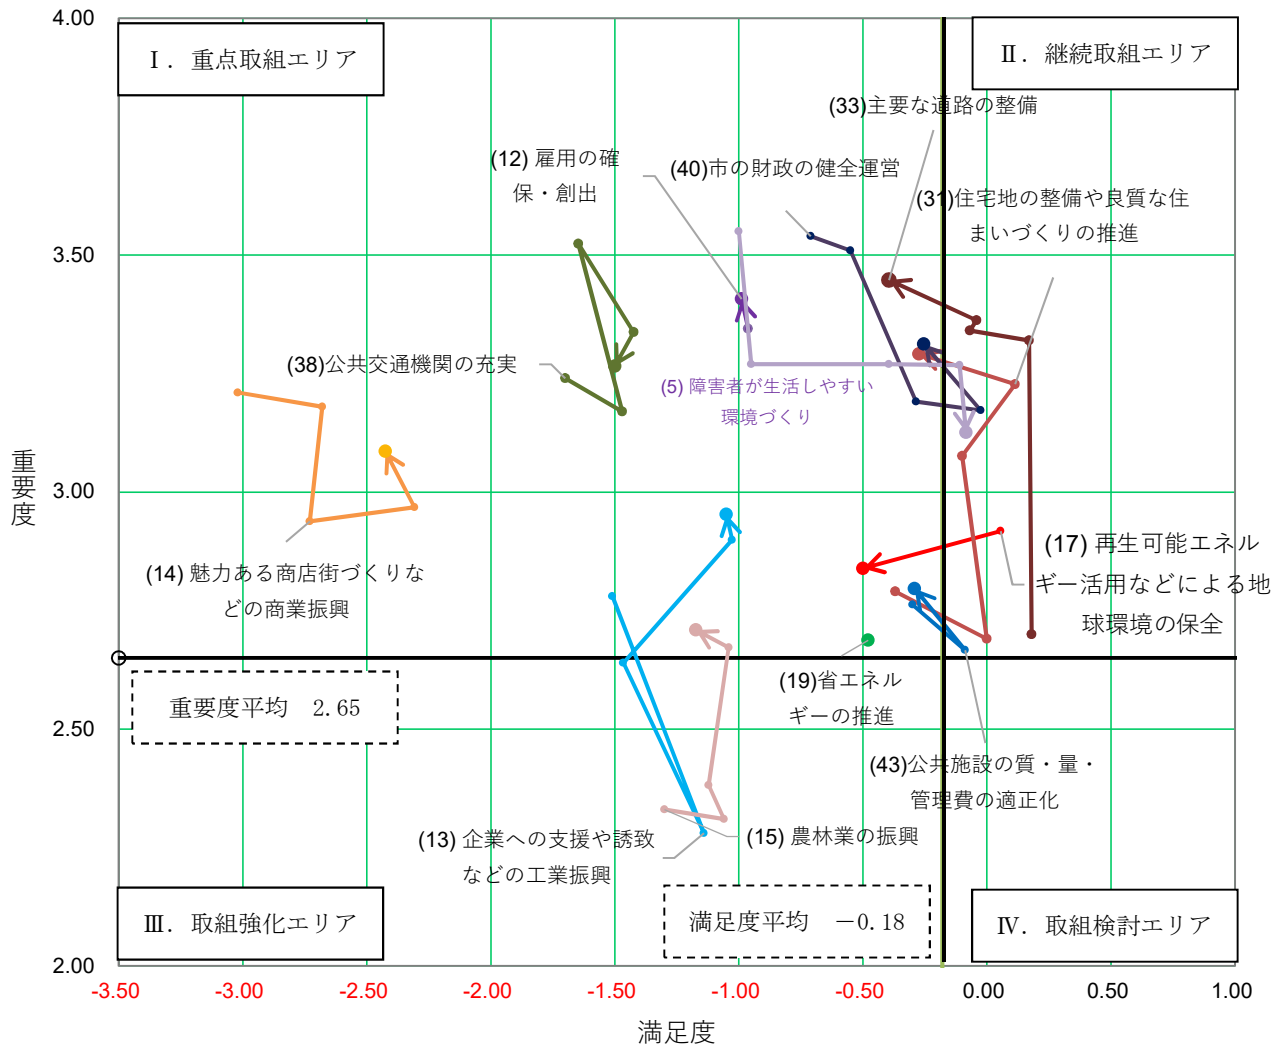 4.00
Ⅰ．重点取組エリア
Ⅱ．継続取組エリア
(33)主要な道路の整備
(12) 雇用の確
保・創出
(40)市の財政の健全運営
(31)住宅地の整備や良質な住
まいづくりの推進
3.50
(38)公共交通機関の充実
(5) 障害者が生活しやすい
環境づくり
重要度
3.00
(14) 魅力ある商店街づくりな
どの商業振興
(17) 再生可能エネル
ギー活用などによる地
球環境の保全
重要度平均　2.65
(19)省エネル
ギーの推進
2.50
(43)公共施設の質・量・
管理費の適正化
(13) 企業への支援や誘致
などの工業振興
(15) 農林業の振興
Ⅲ．取組強化エリア
満足度平均　－0.18
Ⅳ．取組検討エリア
2.00
-3.50
-3.00
-2.50
-2.00
-1.50
-1.00
-0.50
0.00
0.50
1.00
満足度